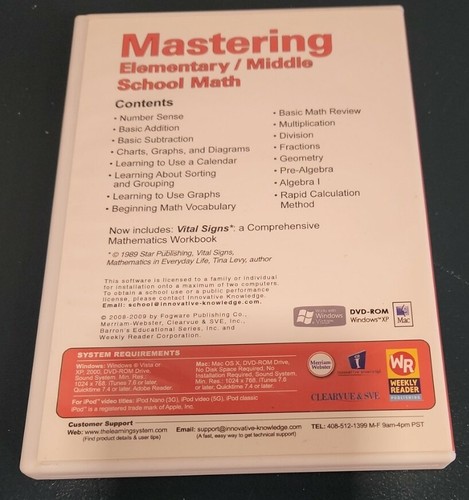 Mastering
Elementary / Middle
School Math
Contents
• Number Sense
• Basic Addition
• Basic Subtraction
• Charts, Graphs, and Diagrams
• Learning to Use a Calendar
• Learning About Sorting
and Grouping
• Learning to Use Graphs
• Beginning Math Vocabulary
• Basic Math Review
• Multiplication
• Division
• Fractions
• Geometry
• Pre-Algebra
• Algebra I
• Rapid Calculation
Method
Now includes: Vital Signs*: a Comprehensive
Mathematics Workbook
* © 1989 Star Publishing, Vital Signs,
Mathematics in Everyday Life, Tina Levy, author
This software is licensed to a family or individual
for installation onto a maximum of two computers.
To obtain a school use or a public performance
license, please contact Innovative Knowledge.
Email: school@innovative-knowledge.com.
© 2008-2009 by Fogware Publishing Co.,
Merriam-Webster, Clearvue & SVE, Inc.,
Barron's Educational Series, Inc. and
Weekly Reader Corporation.
Windows
DVD-ROM
Windows® XP
Mac
SYSTEM REQUIREMENTS
Windows: Windows® Vista or
XP, 2000, DVD-ROM Drive,
Sound System, Min. Res.:
1024 x 768, iTunes 7.6 or later,
Quicktime 7.4 or later, Adobe Reader.
Mac: Mac OS X, DVD-ROM Drive,
No Disk Space Required, No
Installation Required, Sound System,
Min. Res.: 1024 x 768, iTunes 7.6
or later, Quicktime 7.4 or later.
For iPod™ video titles: iPod Nano (3G), iPod video (5G), iPod classic
iPod™ is a registered trade mark of Apple, Inc.
Merriam
Webster
CLEARVUE & SVE
WR
WEEKLY
READER
PUBLISHING
Customer Support
Web: www.thelearningsystem.com
(Find product details & user tips)
Email: support@innovative-knowledge.com
(A fast, easy way to get technical support)
TEL: 408-512-1399 M-F 9am-4pm PST